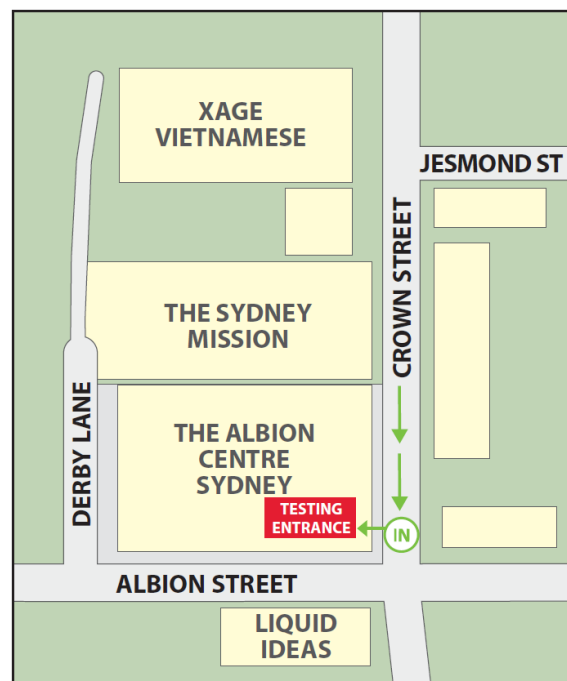 XAGE
VIETNAMESE
JESMOND ST
CROWN STREET
THE SYDNEY
MISSION
DERBY LANE
THE ALBION
CENTRE
SYDNEY
TESTING
ENTRANCE
IN
ALBION STREET
LIQUID
IDEAS